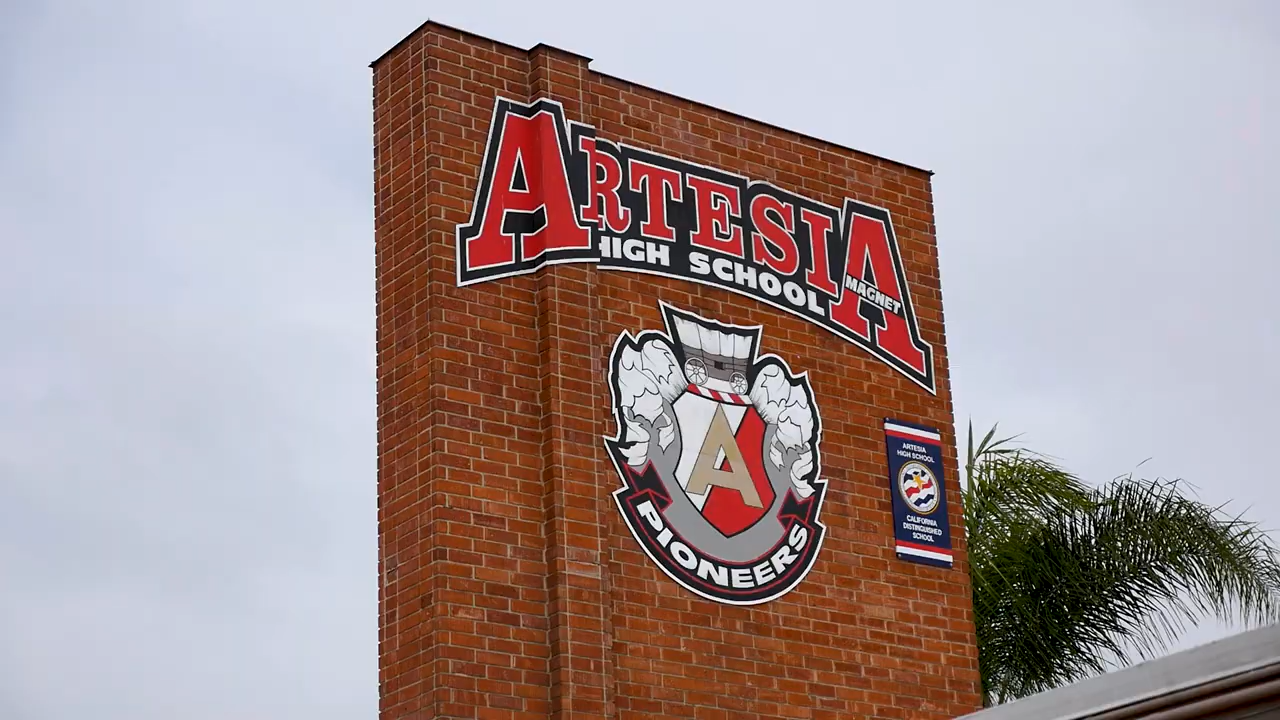 ARTESIA
HIGH SCHOOL
MAGNET
A
PIONEERS
ARTESIA
HIGH SCHOOL
CALIFORNIA
DISTINGUISHED
SCHOOL